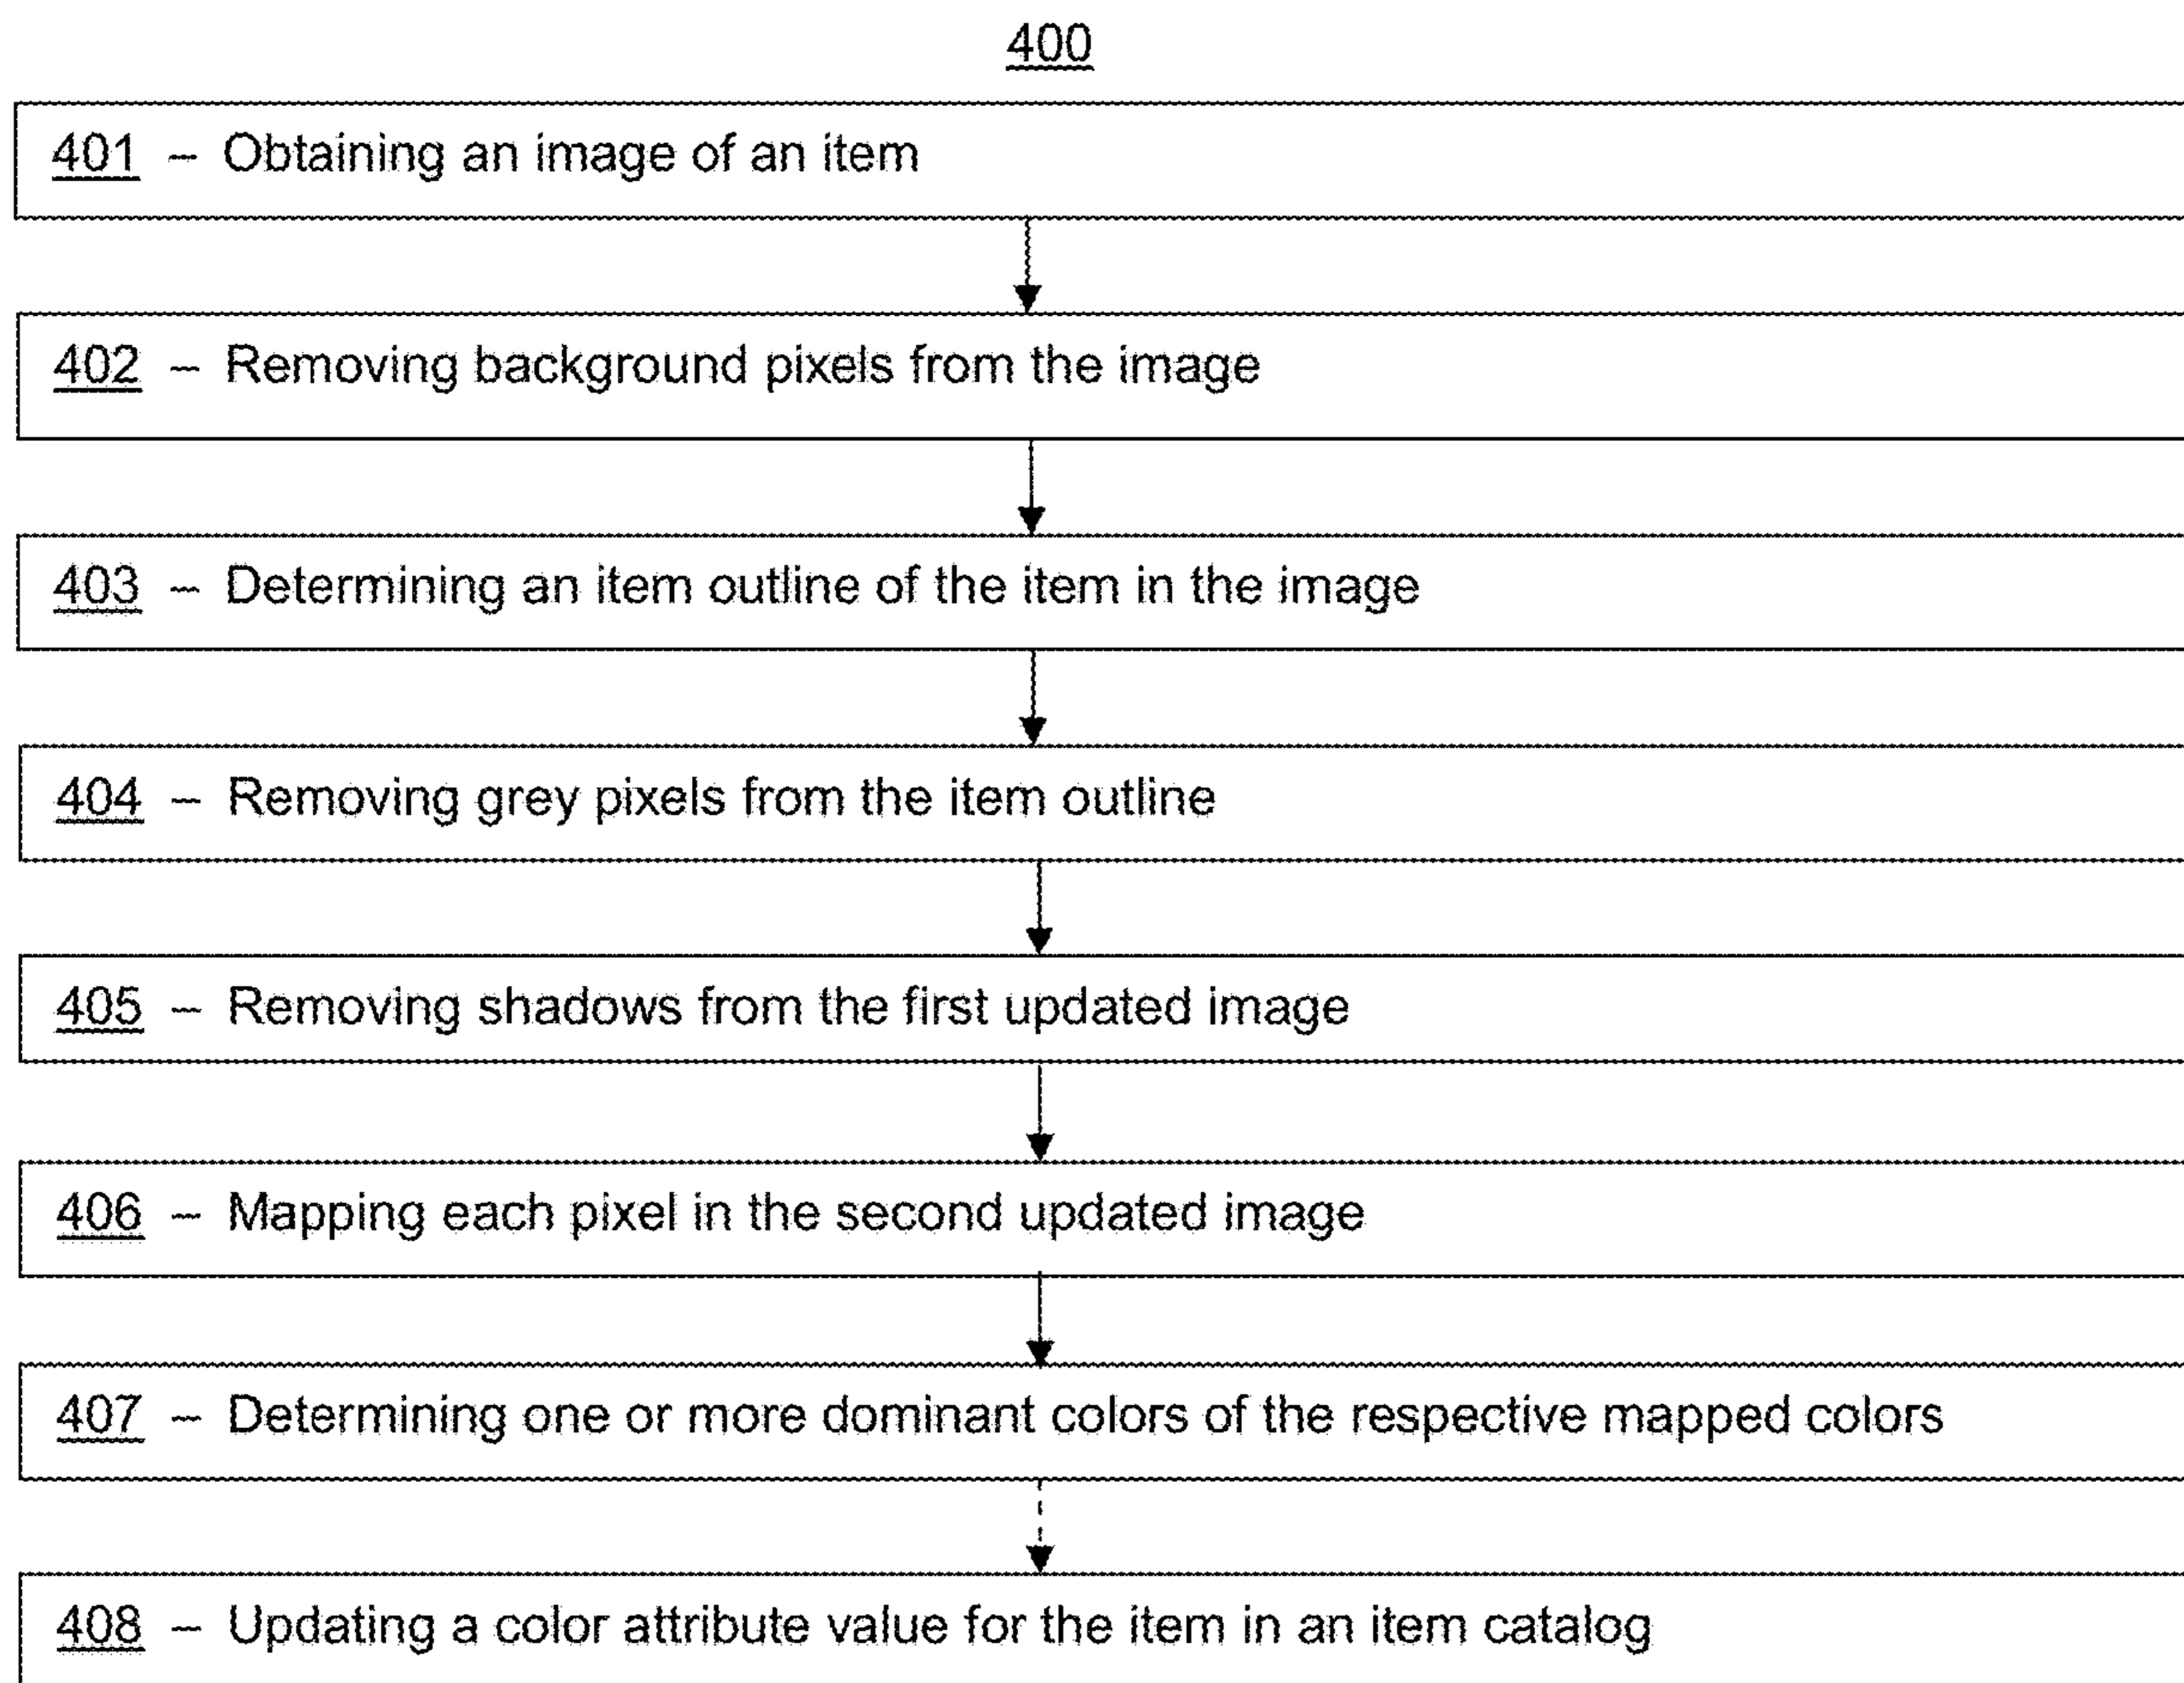 400
401 – Obtaining an image of an item
402 – Removing background pixels from the image
403 – Determining an item outline of the item in the image
404 – Removing grey pixels from the item outline
405 – Removing shadows from the first updated image
406 – Mapping each pixel in the second updated image
407 – Determining one or more dominant colors of the respective mapped colors
408 – Updating a color attribute value for the item in an item catalog